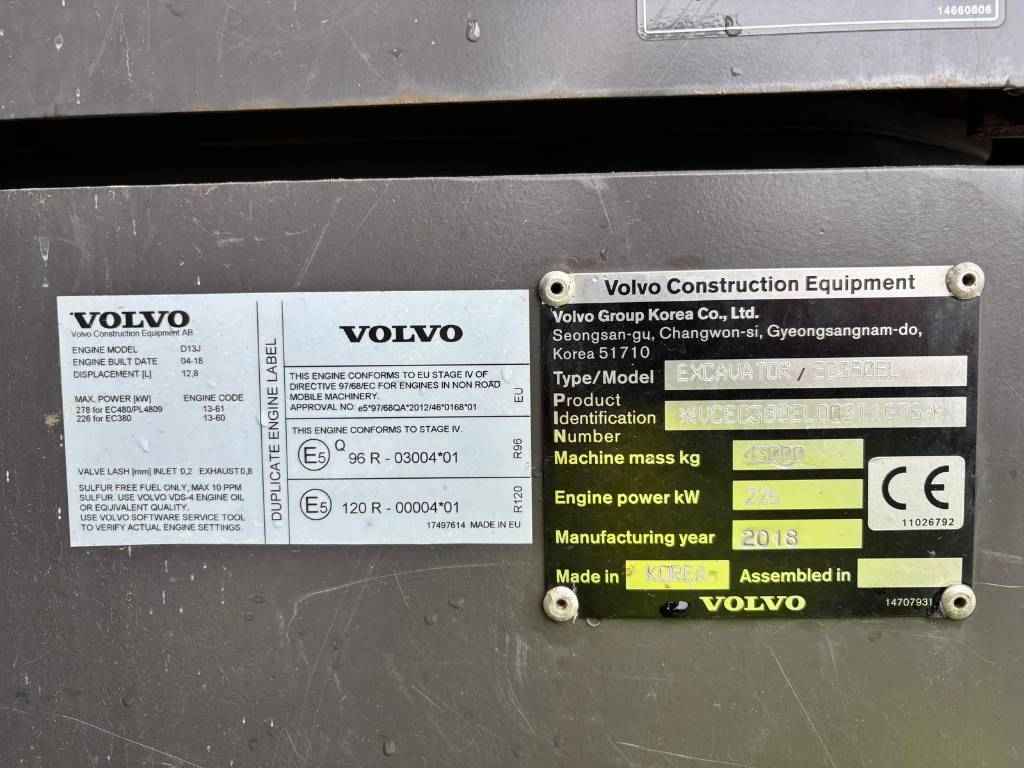 14660606
VOLVO
Volvo Construction Equipment AB
ENGINE MODEL D13J
ENGINE BUILT DATE 04-18
DISPLACEMENT [L] 12,8
MAX. POWER [kW] ENGINE CODE
278 for EC480/PL4809 13-61
226 for EC380 13-60
VALVE LASH [mm] INLET 0,2 EXHAUST 0,8
SULFUR FREE FUEL ONLY, MAX 10 PPM
SULFUR. USE VOLVO VDS-4 ENGINE OIL
OR EQUIVALENT QUALITY.
USE VOLVO SOFTWARE SERVICE TOOL
TO VERIFY ACTUAL ENGINE SETTINGS.
DUPLICATE ENGINE LABEL
VOLVO
THIS ENGINE CONFORMS TO EU STAGE IV OF
DIRECTIVE 97/68/EC FOR ENGINES IN NON ROAD
MOBILE MACHINERY.
APPROVAL NO: e5*97/68QA*2012/46*0168*01
EU
THIS ENGINE CONFORMS TO STAGE IV.
E5 Q 96 R - 03004*01
R96
E5 120 R - 00004*01
R120
17497614 MADE IN EU
Volvo Construction Equipment
Volvo Group Korea Co., Ltd.
Seongsan-gu, Changwon-si, Gyeongsangnam-do,
Korea 51710
Type/Model EXCAVATOR /
Product
Identification
Number
Machine mass kg
Engine power kW 226
Manufacturing year 2018
Made in KOREA Assembled in
CE
11026792
VOLVO
14707931